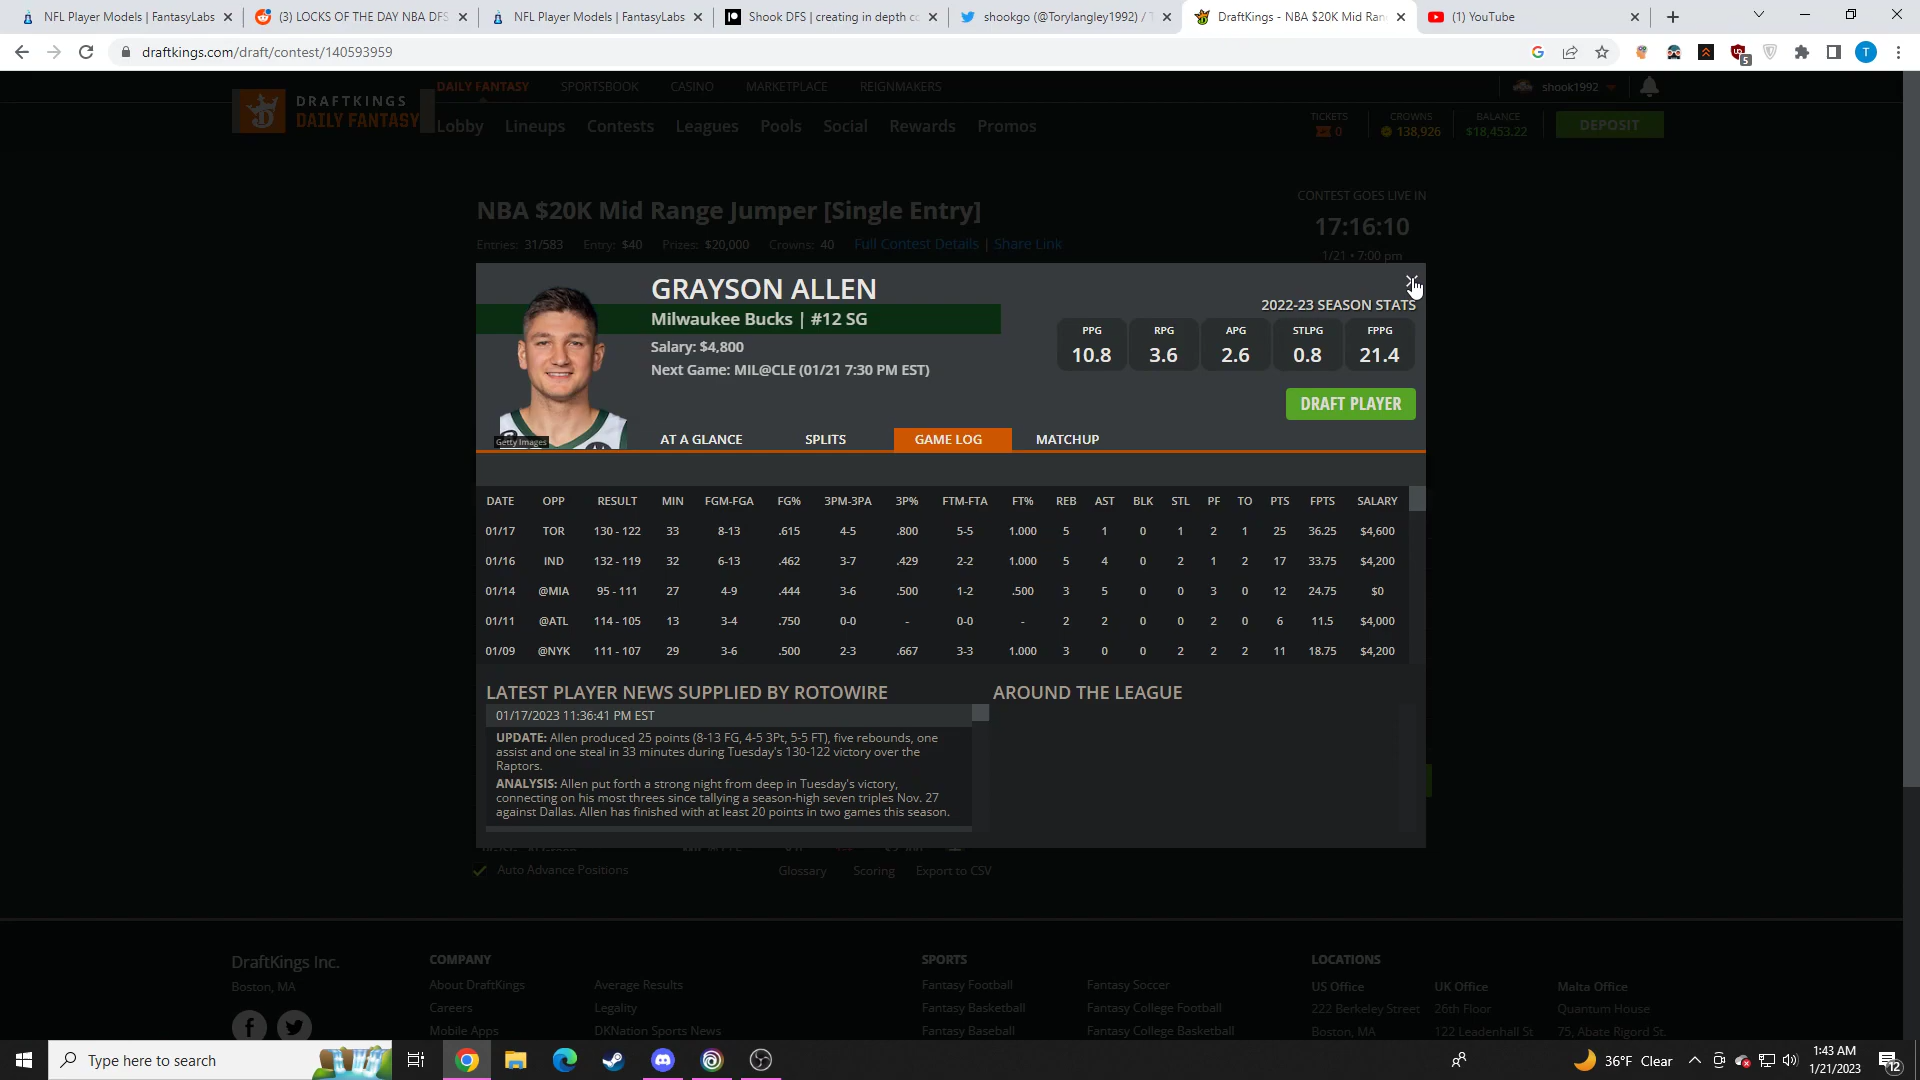 NFL Player Models | FantasyLabs
(3) LOCKS OF THE DAY NBA DFS
NFL Player Models | FantasyLabs
Shook DFS | creating in depth co
shookgo (@Torylangley1992) / T
DraftKings - NBA $20K Mid Ran
(1) YouTube
draftkings.com/draft/contest/140593959
5
T
DRAFTKINGS
DAILY FANTASY
DAILY FANTASY SPORTSBOOK CASINO MARKETPLACE REIGNMAKERS
shook1992
Lobby Lineups Contests Leagues Pools Social Rewards Promos
TICKETS
0
CROWNS
138,926
BALANCE
$18,453.22
DEPOSIT
NBA $20K Mid Range Jumper [Single Entry]
Entries: 31/583 Entry: $40 Prizes: $20,000 Crowns: 40 Full Contest Details | Share Link
CONTEST GOES LIVE IN
17:16:10
1/21 • 7:00 pm
GRAYSON ALLEN
Milwaukee Bucks | #12 SG
Salary: $4,800
Next Game: MIL@CLE (01/21 7:30 PM EST)
Getty Images
2022-23 SEASON STATS
PPG RPG APG STLPG FPPG
10.8 3.6 2.6 0.8 21.4
DRAFT PLAYER
AT A GLANCE SPLITS GAME LOG MATCHUP
DATE OPP RESULT MIN FGM-FGA FG% 3PM-3PA 3P% FTM-FTA FT% REB AST BLK STL PF TO PTS FPTS SALARY
01/17 TOR 130 - 122 33 8-13 .615 4-5 .800 5-5 1.000 5 1 0 1 2 1 25 36.25 $4,600
01/16 IND 132 - 119 32 6-13 .462 3-7 .429 2-2 1.000 5 4 0 2 1 2 17 33.75 $4,200
01/14 @MIA 95 - 111 27 4-9 .444 3-6 .500 1-2 .500 3 5 0 0 3 0 12 24.75 $0
01/11 @ATL 114 - 105 13 3-4 .750 0-0 - 0-0 - 2 2 0 0 2 0 6 11.5 $4,000
01/09 @NYK 111 - 107 29 3-6 .500 2-3 .667 3-3 1.000 3 0 0 2 2 2 11 18.75 $4,200
LATEST PLAYER NEWS SUPPLIED BY ROTOWIRE
01/17/2023 11:36:41 PM EST
UPDATE: Allen produced 25 points (8-13 FG, 4-5 3Pt, 5-5 FT), five rebounds, one
assist and one steal in 33 minutes during Tuesday's 130-122 victory over the
Raptors.
ANALYSIS: Allen put forth a strong night from deep in Tuesday's victory,
connecting on his most threes since tallying a season-high seven triples Nov. 27
against Dallas. Allen has finished with at least 20 points in two games this season.
AROUND THE LEAGUE
Auto Advance Positions
Glossary Scoring Export to CSV
DraftKings Inc.
Boston, MA
COMPANY
About DraftKings
Careers
Mobile Apps
Average Results
Legality
DKNation Sports News
SPORTS
Fantasy Football
Fantasy Basketball
Fantasy Baseball
Fantasy Soccer
Fantasy College Football
Fantasy College Basketball
LOCATIONS
US Office
222 Berkeley Street
Boston, MA
UK Office
26th Floor
122 Leadenhall St
Malta Office
Quantum House
75, Abate Rigord St.
Type here to search
36°F Clear
1:43 AM
1/21/2023
12